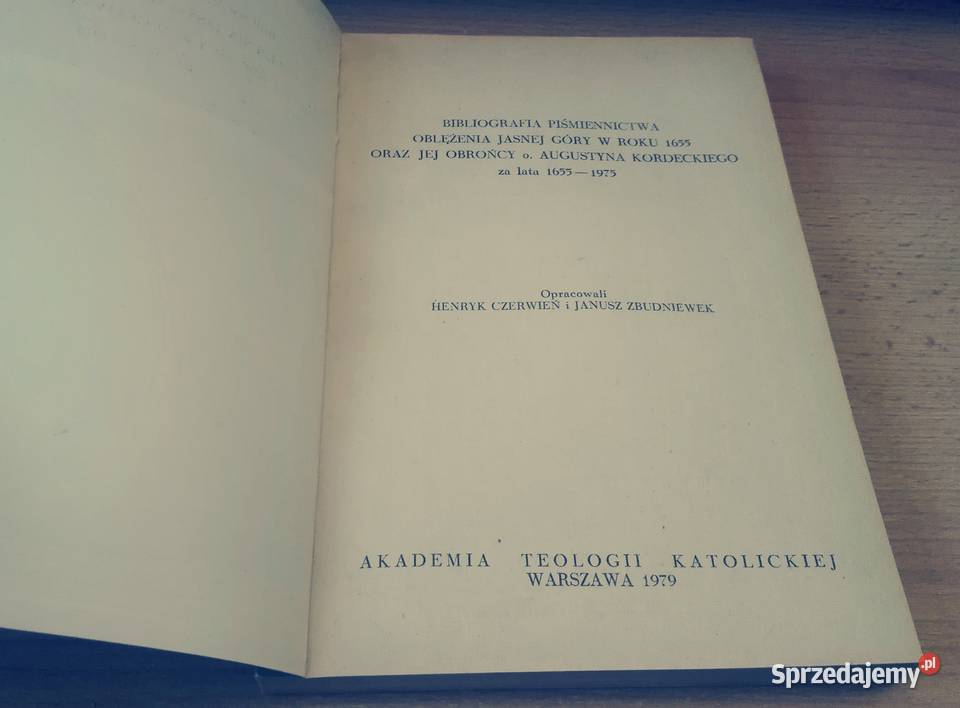 BIBLIOGRAFIA PIŚMIENNICTWA
OBLĘŻENIA JASNEJ GÓRY W ROKU 1655
ORAZ JEJ OBROŃCY o. AUGUSTYNA KORDECKIEGO
za lata 1655—1975
Opracowali
HENRYK CZERWIEŃ i JANUSZ ZBUDNIEWEK
AKADEMIA TEOLOGII KATOLICKIEJ
WARSZAWA 1979
Sprzedajemy.pl